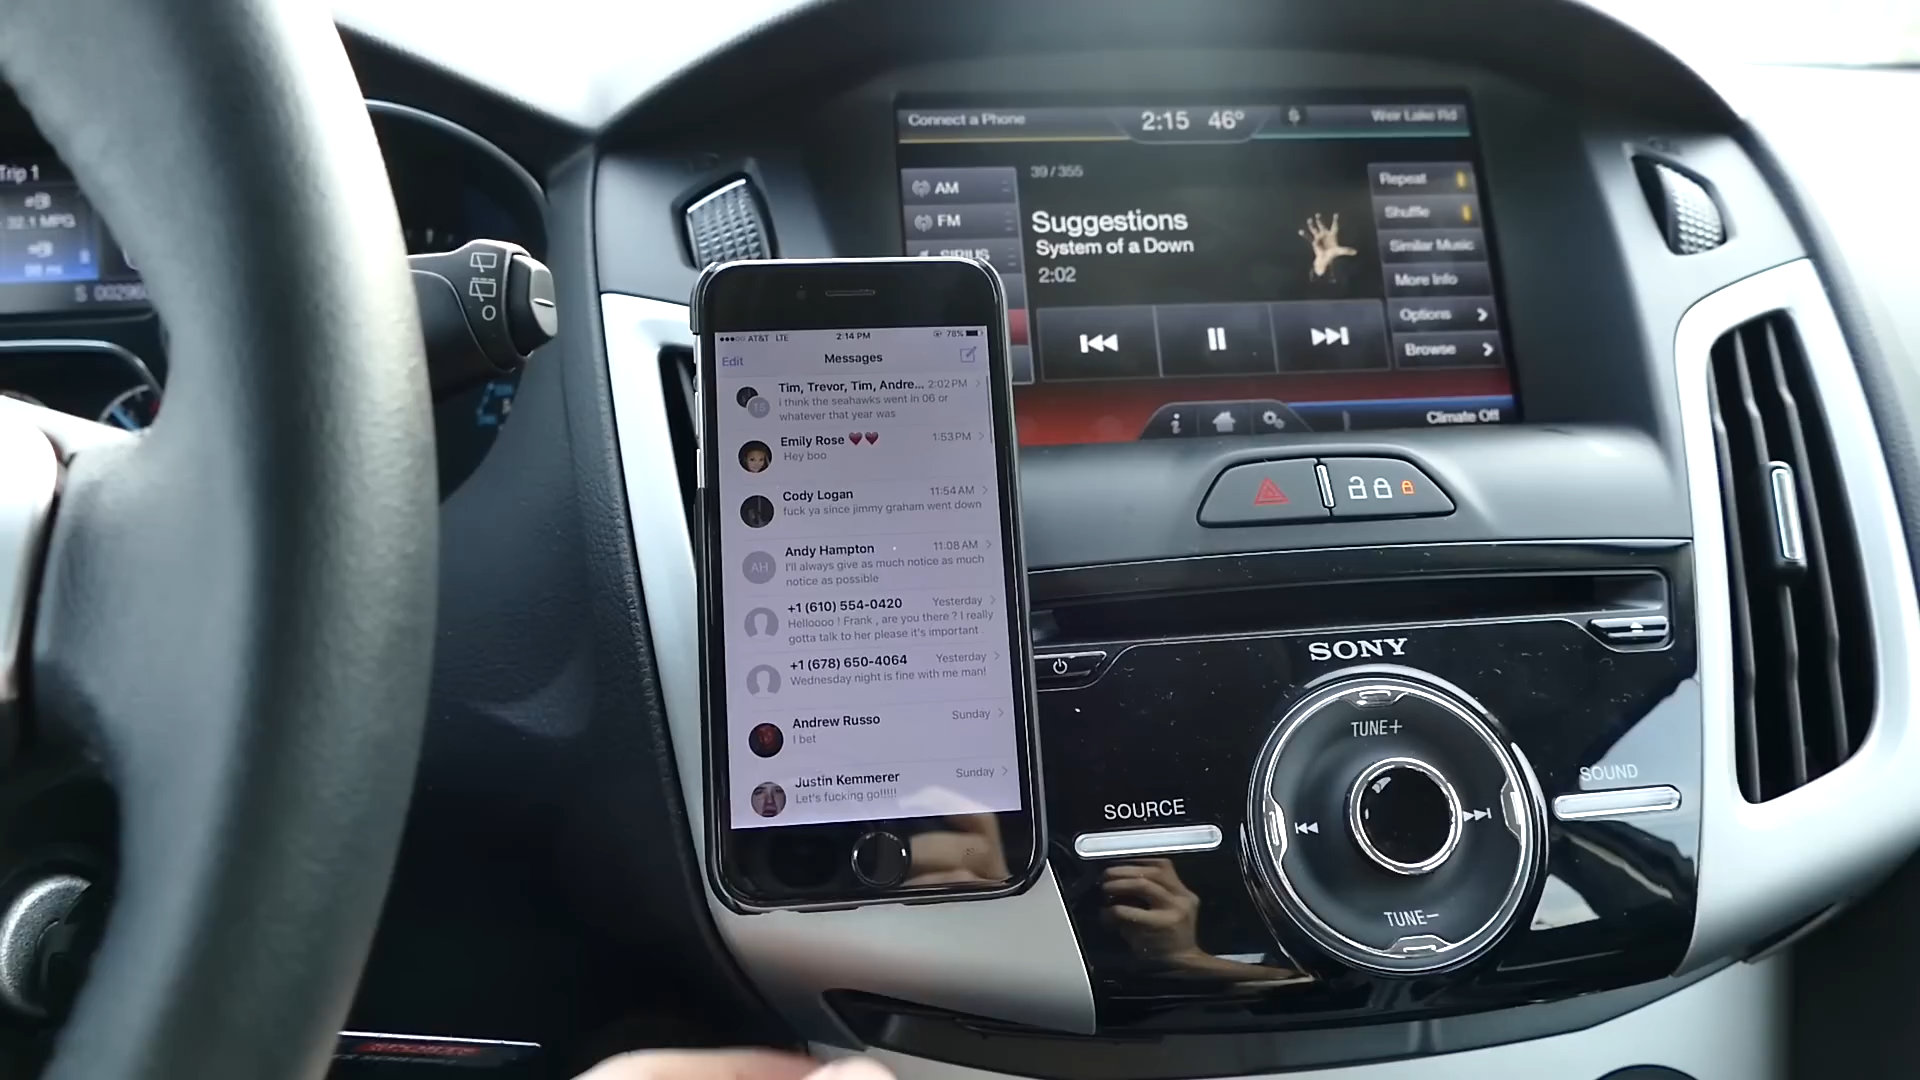 Trip 1
32.1 MPG
Connect a Phone
2:15 46°
Weir Lake Rd
39 / 355
AM
FM
SIRIUS
Suggestions
System of a Down
2:02
Repeat
Shuffle
Similar Music
More Info
Options
Browse
Climate Off
AT&T LTE
2:14 PM
78%
Edit
Messages
Tim, Trevor, Tim, Andre... 2:02 PM
i think the seahawks went in 06 or
whatever that year was
Emily Rose ❤❤ 1:53 PM
Hey boo
Cody Logan 11:54 AM
fuck ya since jimmy graham went down
AH
Andy Hampton 11:08 AM
I'll always give as much notice as much
notice as possible
+1 (610) 554-0420 Yesterday
Helloooo ! Frank , are you there ? I really
gotta talk to her please it's important
+1 (678) 650-4064 Yesterday
Wednesday night is fine with me man!
Andrew Russo Sunday
I bet
Justin Kemmerer Sunday
Let's fucking go!!!!!
SONY
TUNE+
SOURCE
SOUND
TUNE−